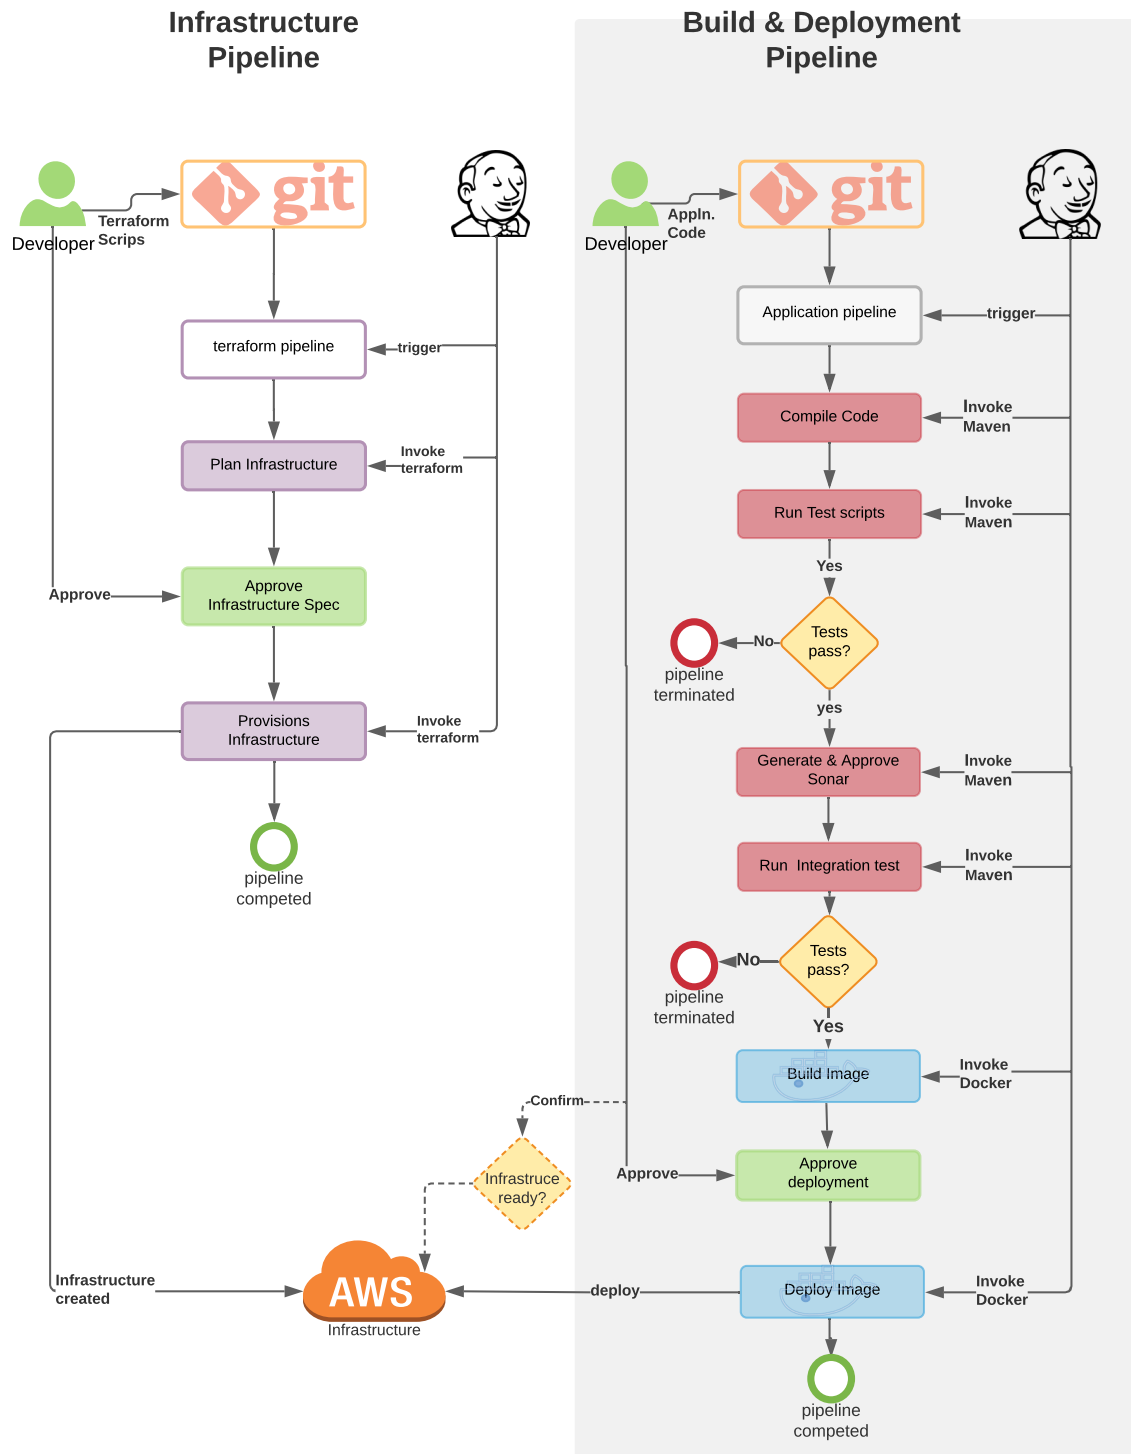 Infrastructure
Pipeline
git
Developer
Terraform
Scrips
terraform pipeline
trigger
Plan Infrastructure
Invoke
terraform
Approve
Approve
Infrastructure Spec
Provisions
Infrastructure
Invoke
terraform
pipeline
competed
Infrastructure
created
AWS
Infrastructure
Build & Deployment
Pipeline
git
Developer
Appln.
Code
Application pipeline
trigger
Compile Code
Invoke
Maven
Run Test scripts
Invoke
Maven
Yes
Tests
pass?
No
pipeline
terminated
yes
Generate & Approve
Sonar
Invoke
Maven
Run  Integration test
Invoke
Maven
Tests
pass?
No
pipeline
terminated
Yes
Build Image
Invoke
Docker
Confirm
Infrastruce
ready?
Approve
Approve
deployment
deploy
Deploy Image
Invoke
Docker
pipeline
competed